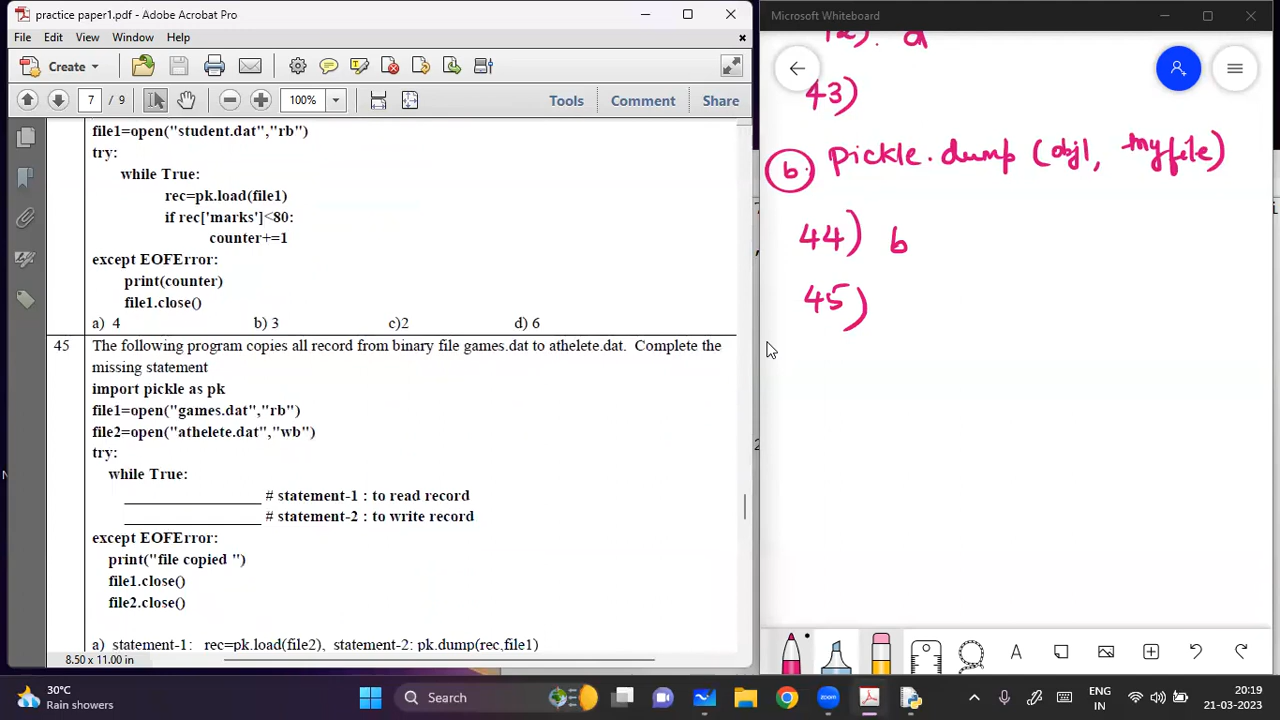 practice paper1.pdf - Adobe Acrobat Pro
File Edit View Window Help
Create
7 / 9 100% Tools Comment Share
file1=open("student.dat","rb")
try:
while True:
rec=pk.load(file1)
if rec['marks']<80:
counter+=1
except EOFError:
print(counter)
file1.close()
a) 4 b) 3 c)2 d) 6
45 The following program copies all record from binary file games.dat to athelete.dat. Complete the
missing statement
import pickle as pk
file1=open("games.dat","rb")
file2=open("athelete.dat","wb")
try:
while True:
# statement-1 : to read record
# statement-2 : to write record
except EOFError:
print("file copied ")
file1.close()
file2.close()
a) statement-1: rec=pk.load(file2), statement-2: pk.dump(rec,file1)
8.50 x 11.00 in
Microsoft Whiteboard
43)
b. pickle.dump (obj1, myfile)
44) b
45)
30°C
Rain showers
Search
ENG
IN
20:19
21-03-2023